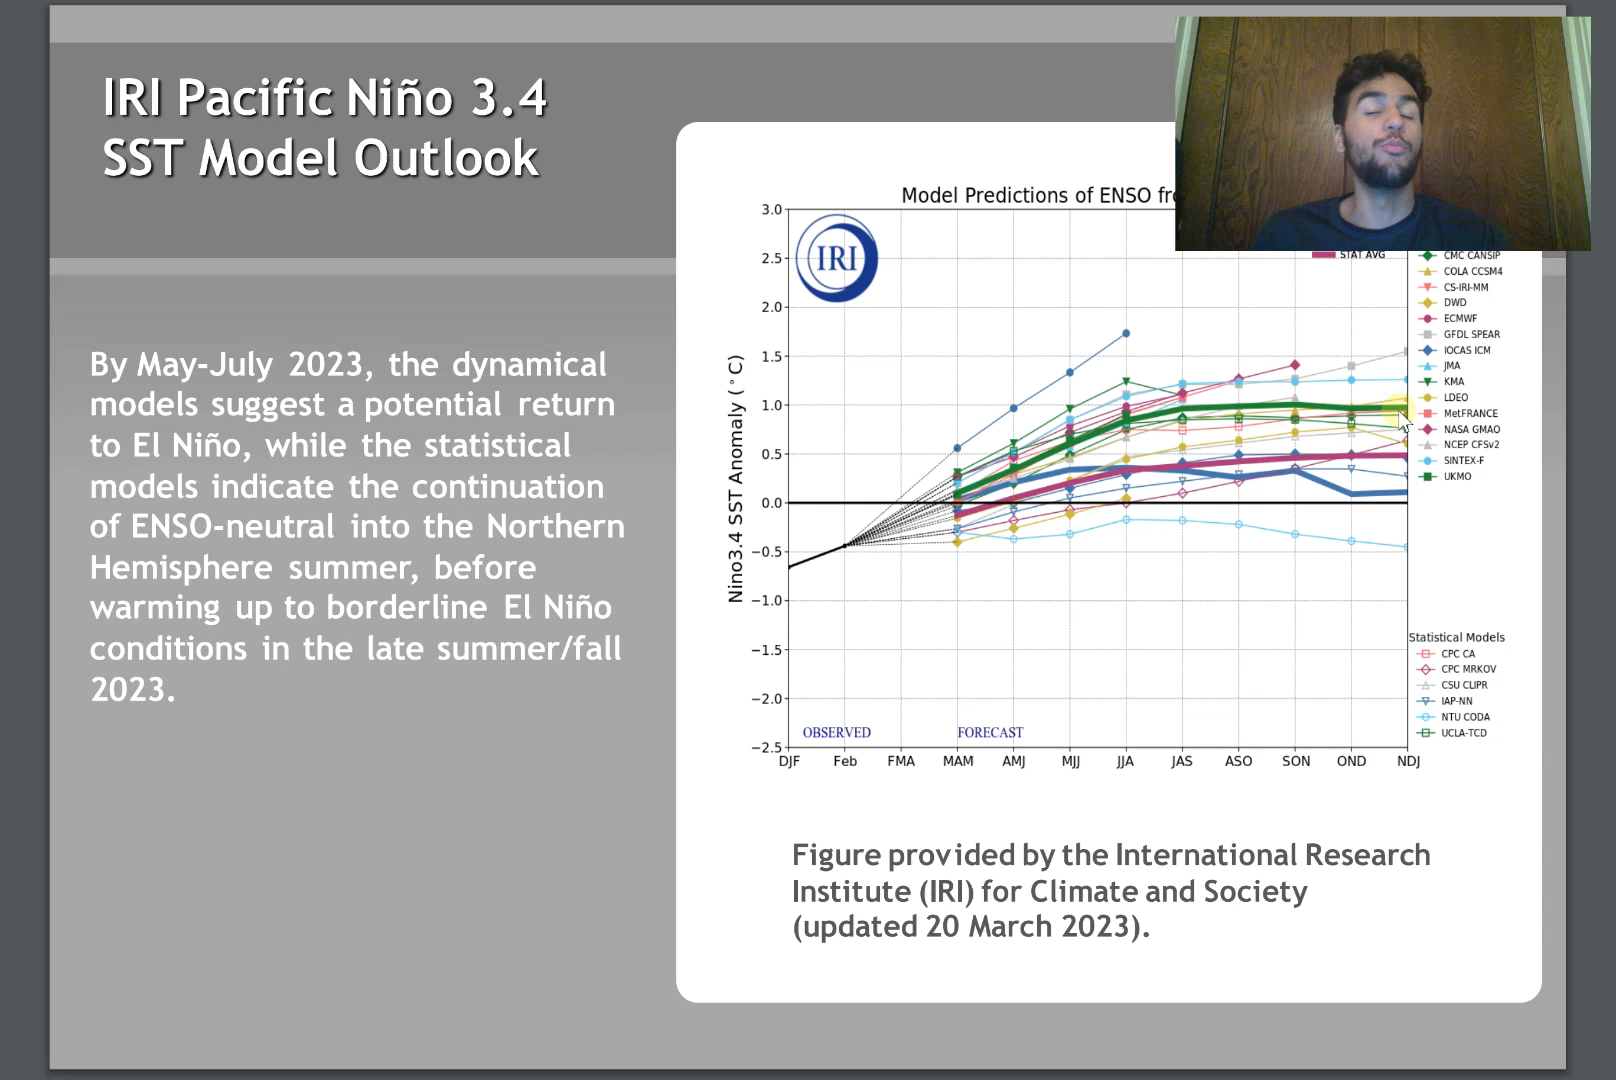 IRI Pacific Niño 3.4
SST Model Outlook
By May-July 2023, the dynamical
models suggest a potential return
to El Niño, while the statistical
models indicate the continuation
of ENSO-neutral into the Northern
Hemisphere summer, before
warming up to borderline El Niño
conditions in the late summer/fall
2023.
Model Predictions of ENSO
IRI
STAT AVG
CMC CANSIP
COLA CCSM4
CS-IRI-MM
DWD
ECMWF
GFDL SPEAR
IOCAS ICM
JMA
KMA
LDEO
MetFRANCE
NASA GMAO
NCEP CFSv2
SINTEX-F
UKMO
Statistical Models
CPC CA
CPC MRKOV
CSU CLIPR
IAP-NN
NTU CODA
UCLA-TCD
Nino3.4 SST Anomaly (°C)
3.0
2.5
2.0
1.5
1.0
0.5
0.0
−0.5
−1.0
−1.5
−2.0
−2.5
OBSERVED FORECAST
DJF Feb FMA MAM AMJ MJJ JJA JAS ASO SON OND NDJ
Figure provided by the International Research
Institute (IRI) for Climate and Society
(updated 20 March 2023).